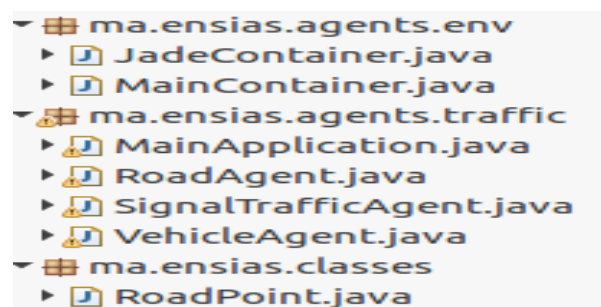 ma.ensias.agents.env
JadeContainer.java
MainContainer.java
ma.ensias.agents.traffic
MainApplication.java
RoadAgent.java
SignalTrafficAgent.java
VehicleAgent.java
ma.ensias.classes
RoadPoint.java